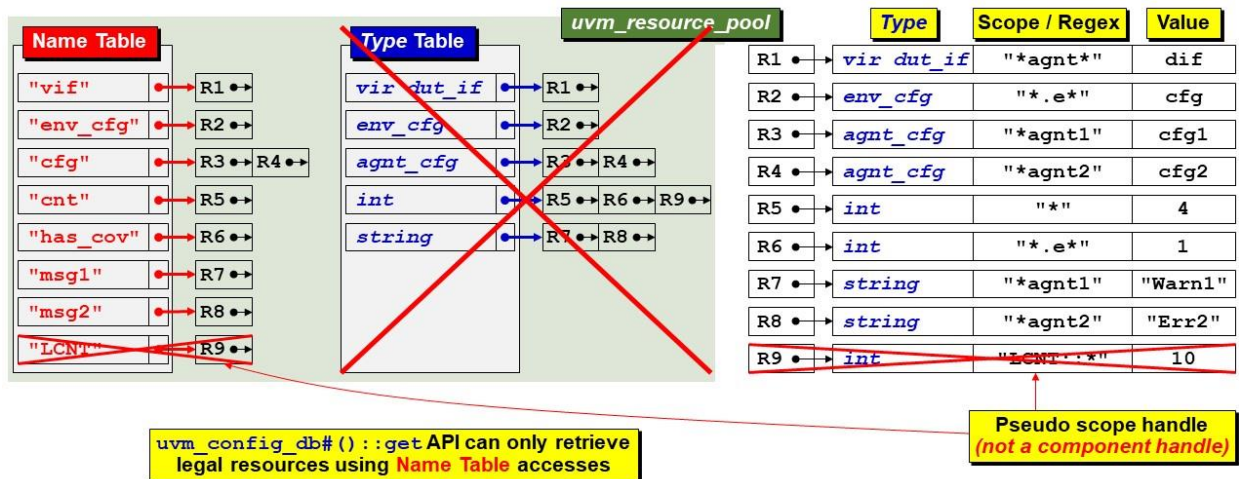 uvm_resource_pool
Name Table
"vif" R1
"env_cfg" R2
"cfg" R3 R4
"cnt" R5
"has_cov" R6
"msg1" R7
"msg2" R8
"LCNT" R9
Type Table
vir dut_if R1
env_cfg R2
agnt_cfg R3 R4
int R5 R6 R9
string R7 R8
Type Scope / Regex Value
R1 vir dut_if "*agnt*" dif
R2 env_cfg "*.e*" cfg
R3 agnt_cfg "*agnt1" cfg1
R4 agnt_cfg "*agnt2" cfg2
R5 int "*" 4
R6 int "*.e*" 1
R7 string "*agnt1" "Warn1"
R8 string "*agnt2" "Err2"
R9 int "LCNT::*" 10
uvm_config_db#()::get API can only retrieve
legal resources using Name Table accesses
Pseudo scope handle
(not a component handle)